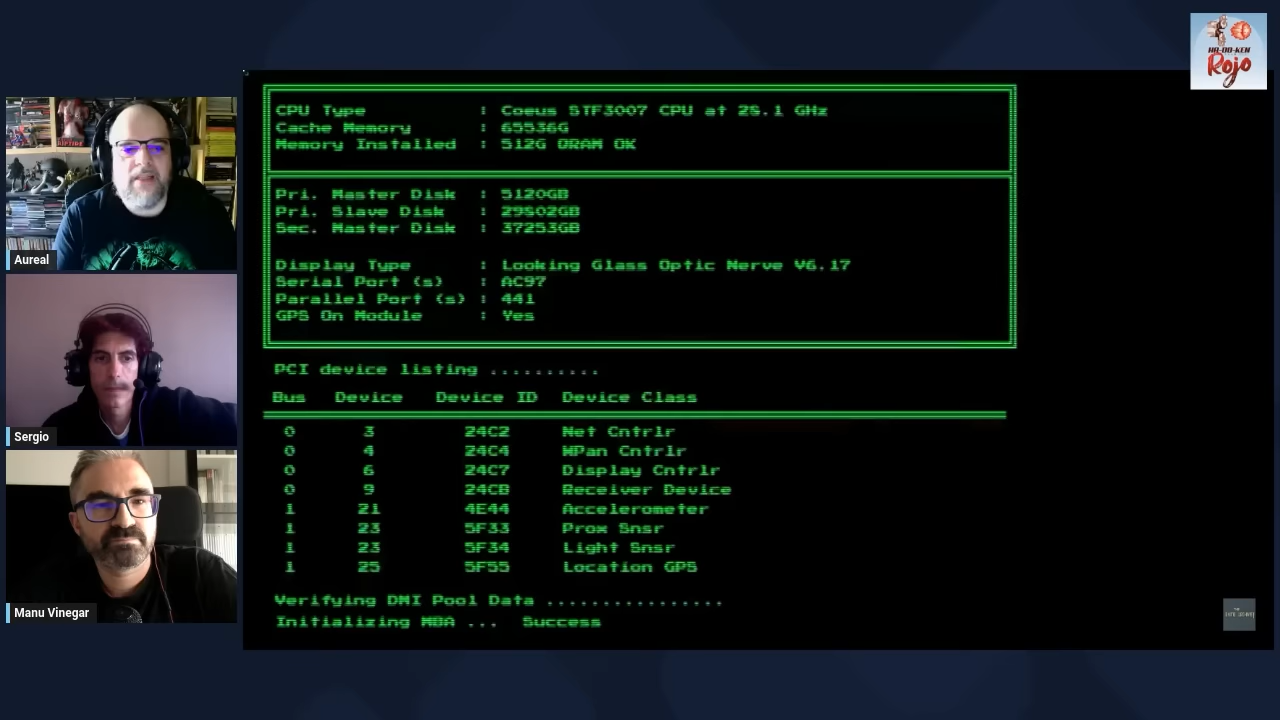 HA-DO-KEN
Rojo
CPU Type : Coeus STF3007 CPU at 28.1 GHz
Cache Memory : 65536G
Memory Installed : 512G DRAM OK
Pri. Master Disk : 5120GB
Pri. Slave Disk : 29802GB
Sec. Master Disk : 37253GB
Display Type : Looking Glass Optic Nerve V6.17
Serial Port (s) : AC97
Parallel Port (s) : 441
GPS On Module : Yes
PCI device listing ..........
Bus Device Device ID Device Class
0 3 24C2 Net Cntrlr
0 4 24C4 WPan Cntrlr
0 6 24C7 Display Cntrlr
0 9 24CB Receiver Device
1 21 4E44 Accelerometer
1 23 5F33 Prox Snsr
1 23 5F34 Light Snsr
1 25 5F55 Location GPS
Verifying DMI Pool Data ................
Initializing MBA ... Success
Aureal
Sergio
Manu Vinegar